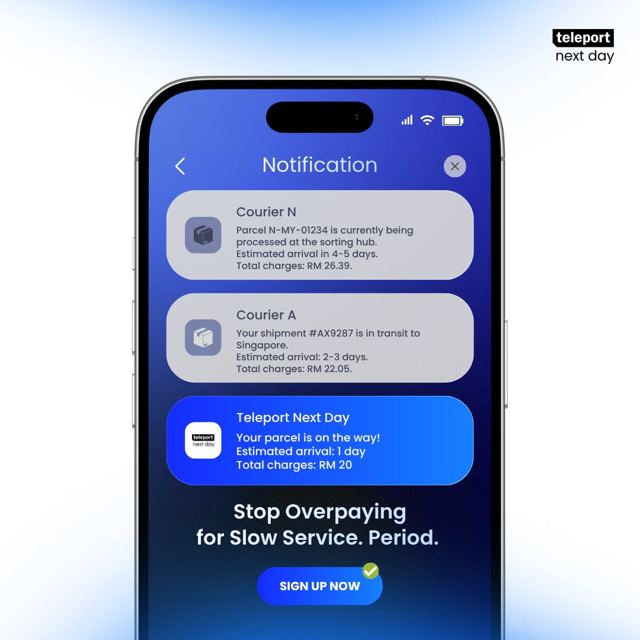 teleport
next day
Notification
Courier N
Parcel N-MY-01234 is currently being
processed at the sorting hub.
Estimated arrival in 4-5 days.
Total charges: RM 26.39.
Courier A
Your shipment #AX9287 is in transit to
Singapore.
Estimated arrival: 2-3 days.
Total charges: RM 22.05.
teleport
next day
Teleport Next Day
Your parcel is on the way!
Estimated arrival: 1 day
Total charges: RM 20
Stop Overpaying
for Slow Service. Period.
SIGN UP NOW